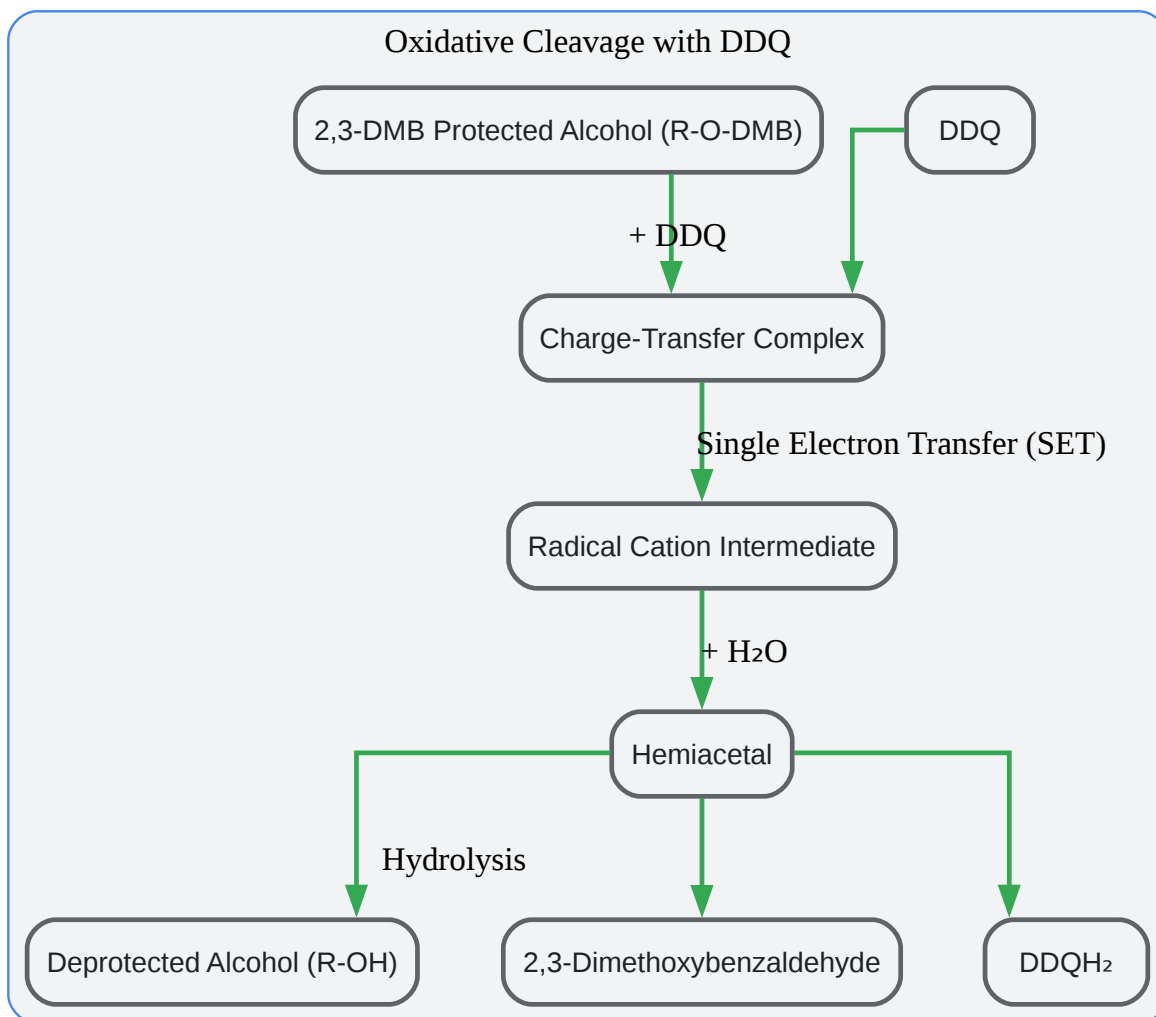 Oxidative Cleavage with DDQ
2,3-DMB Protected Alcohol (R-O-DMB)
DDQ
+ DDQ
Charge-Transfer Complex
Single Electron Transfer (SET)
Radical Cation Intermediate
+ H₂O
Hemiacetal
Hydrolysis
Deprotected Alcohol (R-OH)
2,3-Dimethoxybenzaldehyde
DDQH₂